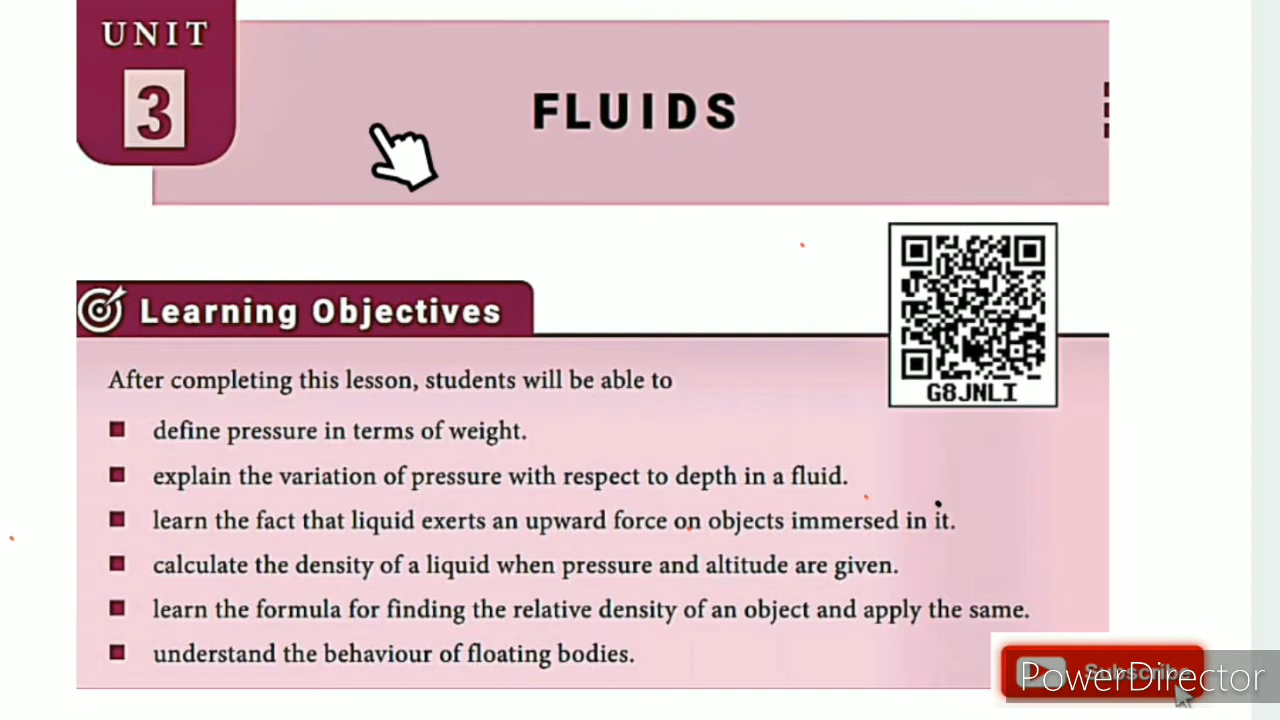 UNIT
3
FLUIDS
G8JNLI
Learning Objectives
After completing this lesson, students will be able to
define pressure in terms of weight.
explain the variation of pressure with respect to depth in a fluid.
learn the fact that liquid exerts an upward force on objects immersed in it.
calculate the density of a liquid when pressure and altitude are given.
learn the formula for finding the relative density of an object and apply the same.
understand the behaviour of floating bodies.
Subscribe
PowerDirector